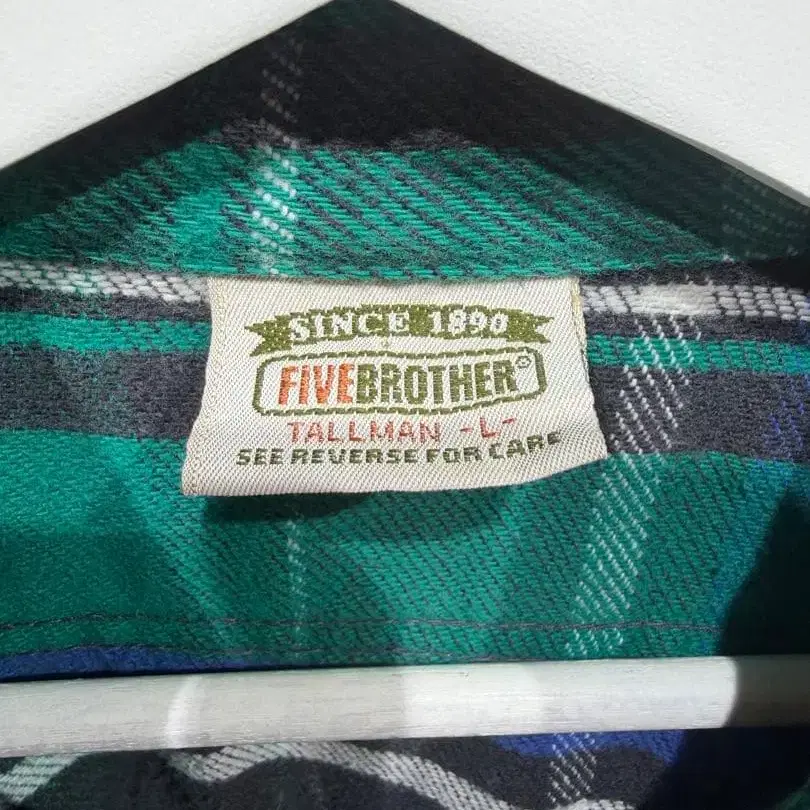 SINCE 1890
FiVEBROTHER®
TALLMAN -L-
SEE REVERSE FOR CARE